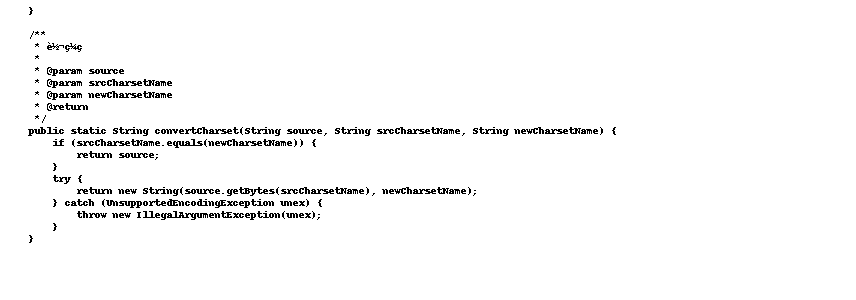 }
/**
* è½¬ç¼ç
*
* @param source
* @param srcCharsetName
* @param newCharsetName
* @return
*/
public static String convertCharset(String source, String srcCharsetName, String newCharsetName) {
if (srcCharsetName.equals(newCharsetName)) {
return source;
}
try {
return new String(source.getBytes(srcCharsetName), newCharsetName);
} catch (UnsupportedEncodingException unex) {
throw new IllegalArgumentException(unex);
}
}